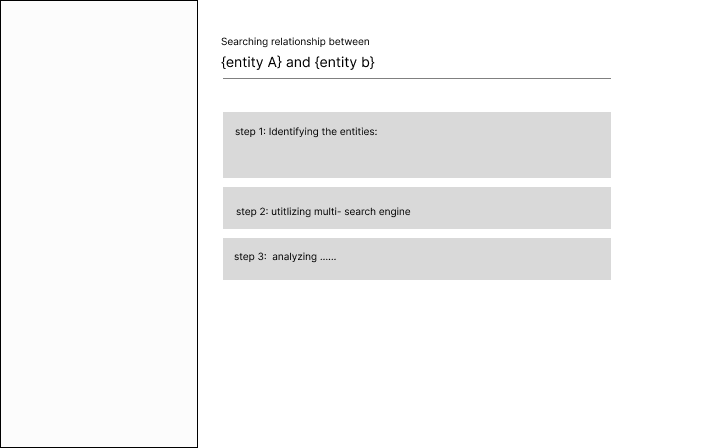 Searching relationship between
{entity A} and {entity b}
step 1: Identifying the entities:
step 2: utitlizing multi- search engine
step 3:  analyzing ......